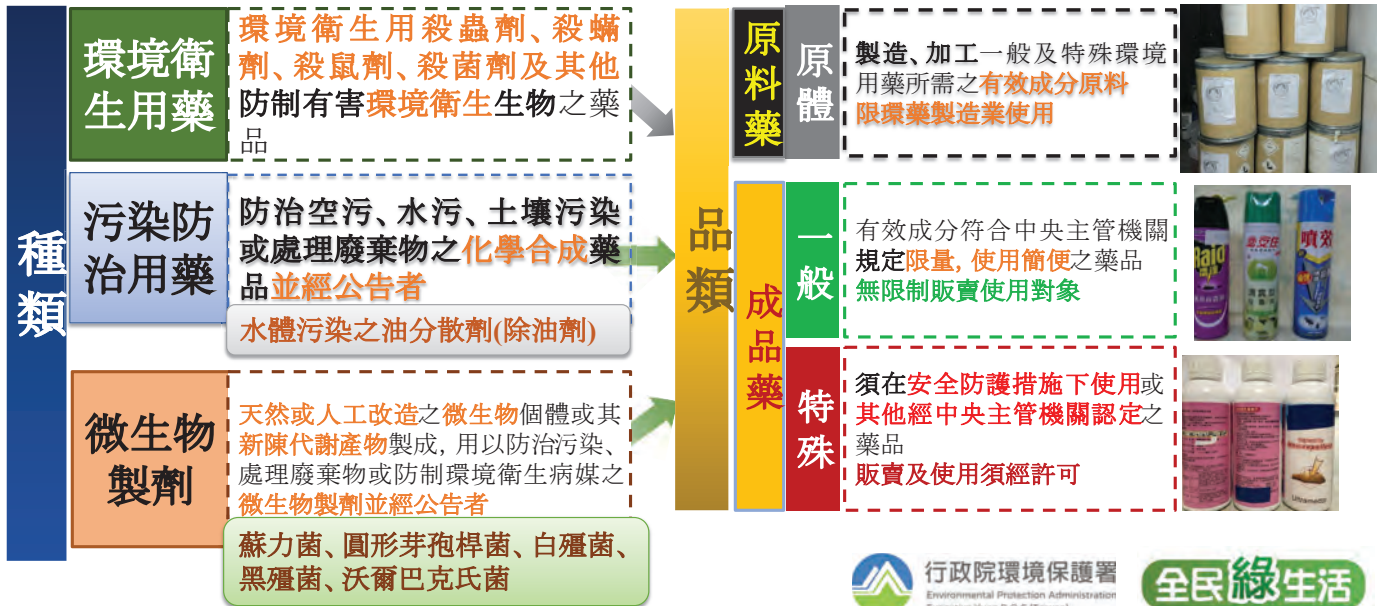 種類
環境衛
生用藥
環境衛生用殺蟲劑、殺蟎
劑、殺鼠劑、殺菌劑及其他
防制有害環境衛生生物之藥
品
污染防
治用藥
防治空污、水污、土壤污染
或處理廢棄物之化學合成藥
品並經公告者
水體污染之油分散劑(除油劑)
微生物
製劑
天然或人工改造之微生物個體或其
新陳代謝產物製成, 用以防治污染、
處理廢棄物或防制環境衛生病媒之
微生物製劑並經公告者
蘇力菌、圓形芽孢桿菌、白殭菌、
黑殭菌、沃爾巴克氏菌
品類
原料藥
原體
製造、加工一般及特殊環境
用藥所需之有效成分原料
限環藥製造業使用
成品藥
一般
有效成分符合中央主管機關
規定限量, 使用簡便之藥品
無限制販賣使用對象
Raid
噴效
特殊
須在安全防護措施下使用或
其他經中央主管機關認定之
藥品
販賣及使用須經許可
行政院環境保護署
Environmental Protection Administration
全民綠生活